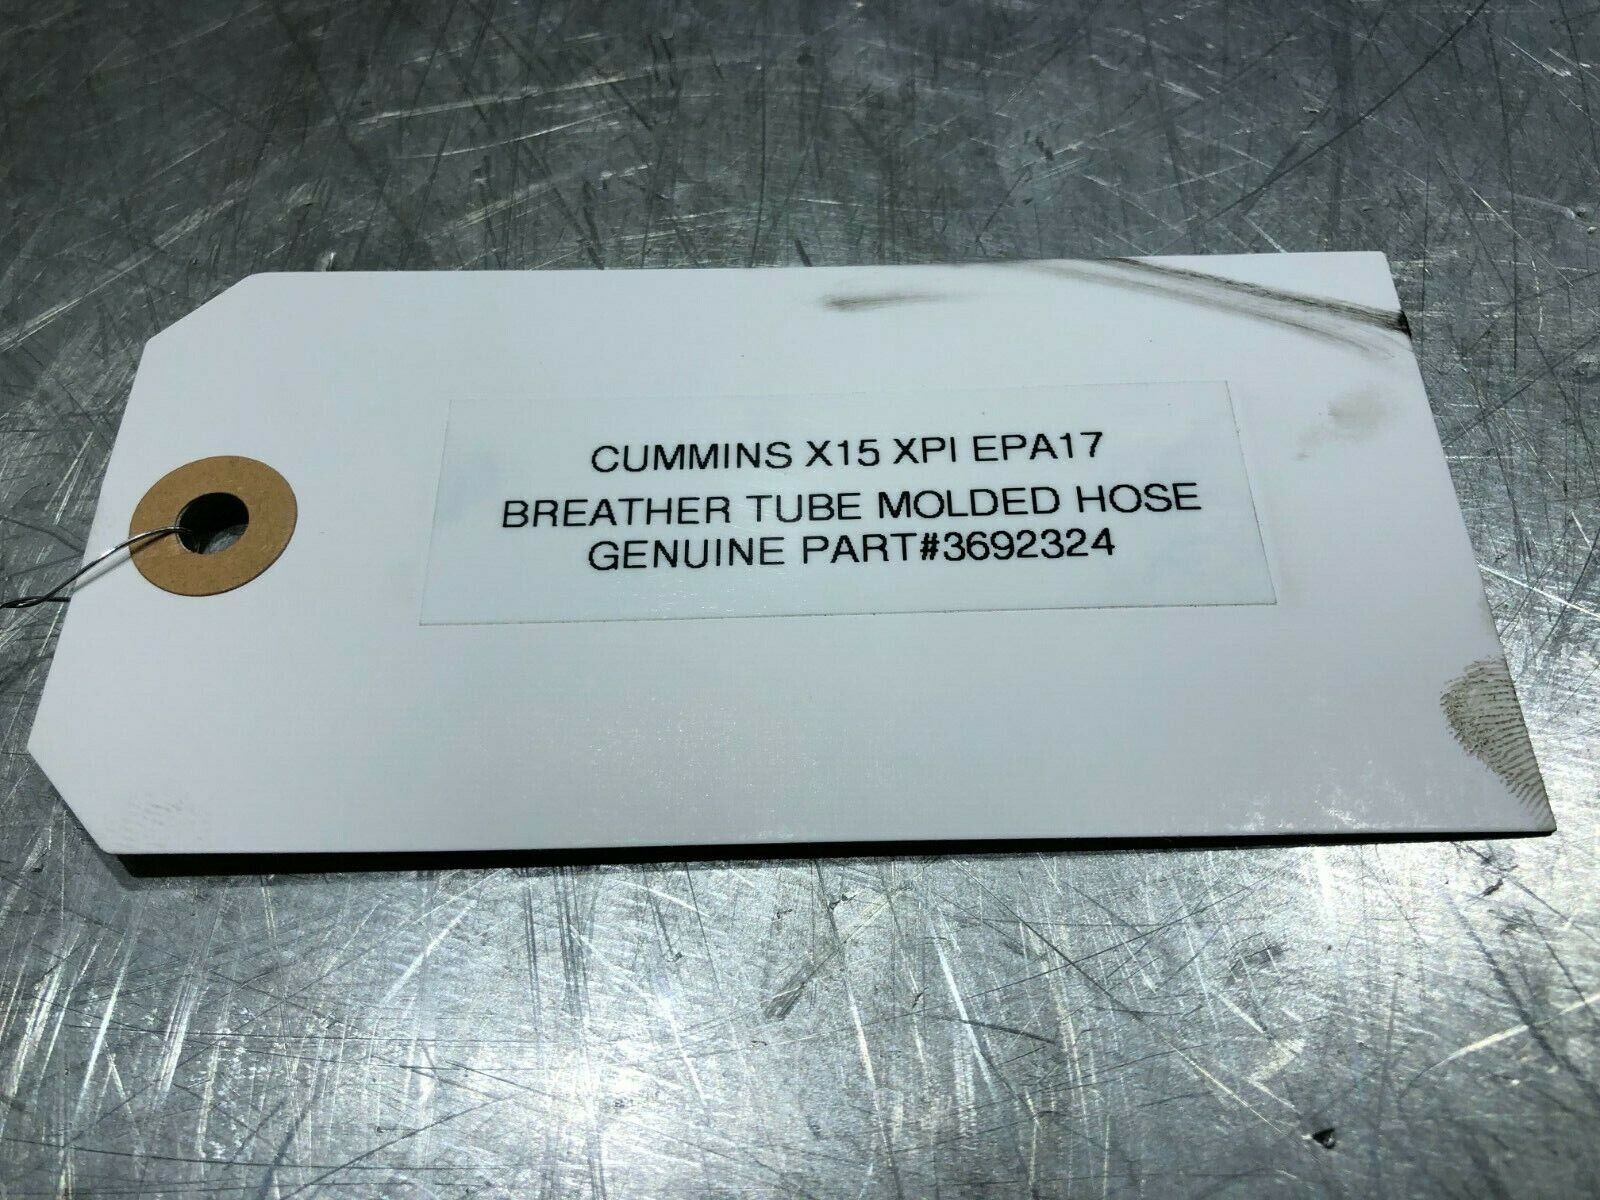 CUMMINS X15 XPI EPA17
BREATHER TUBE MOLDED HOSE
GENUINE PART#3692324